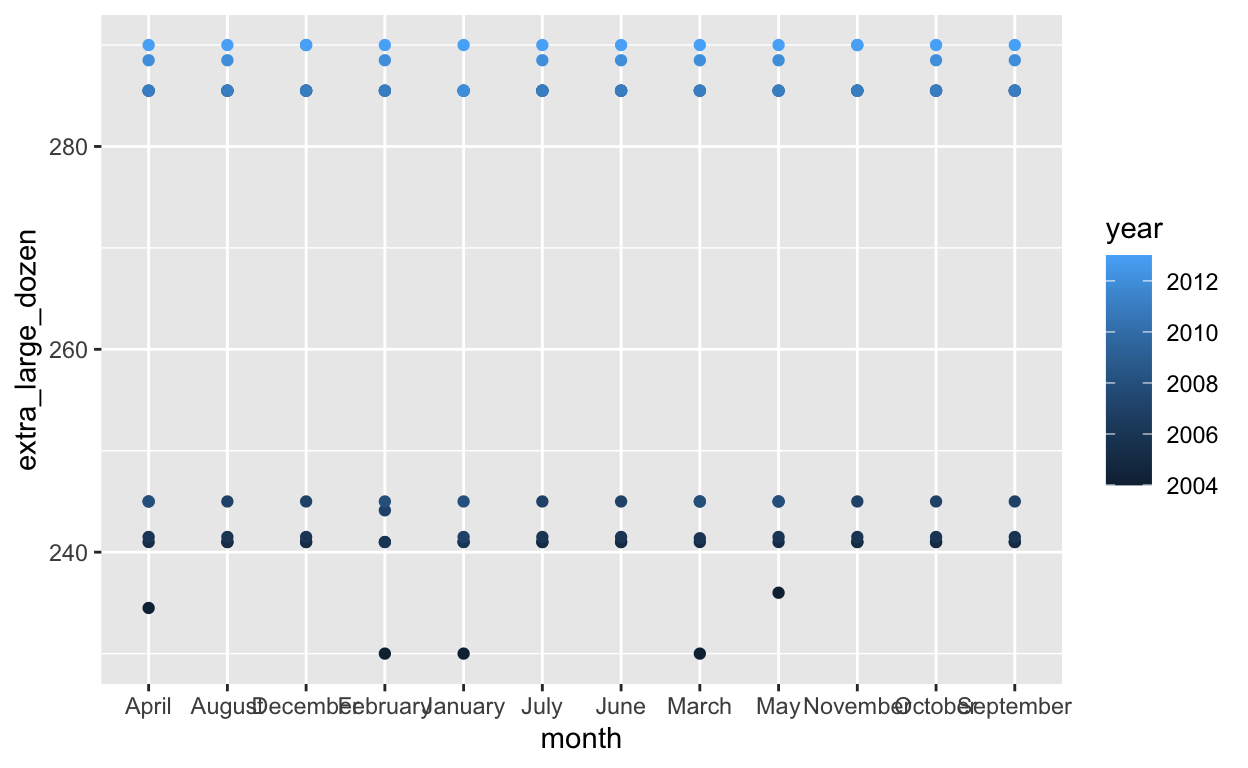 extra_large_dozen
280
260
240
April August December February January July June March May November October September
month
year
2012
2010
2008
2006
2004